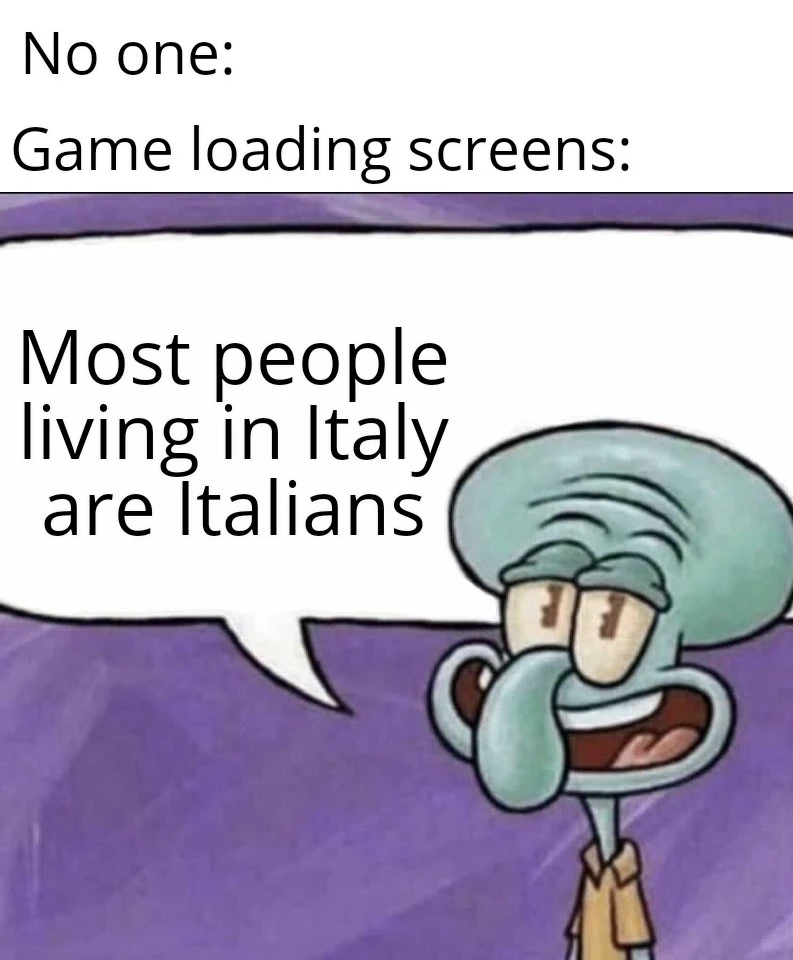 No one:
Game loading screens:
Most people
living in Italy
are Italians